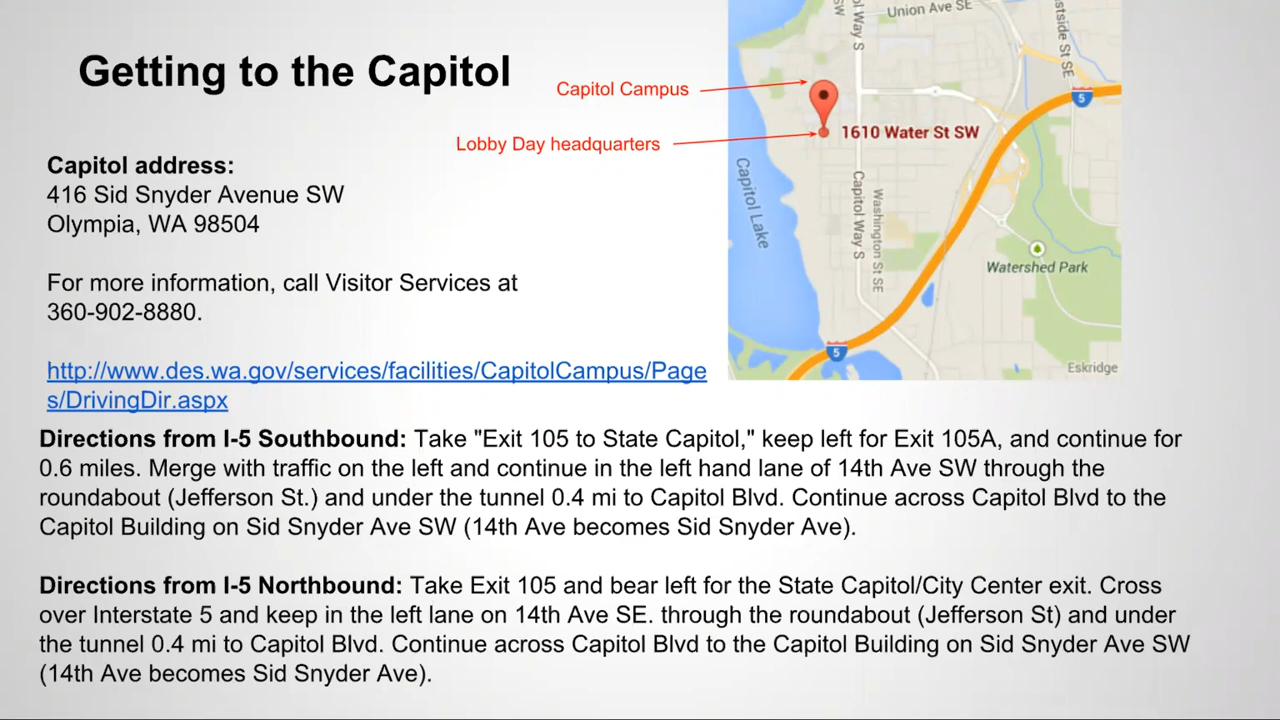 Getting to the Capitol
Capitol address:
416 Sid Snyder Avenue SW
Olympia, WA 98504
For more information, call Visitor Services at
360-902-8880.
http://www.des.wa.gov/services/facilities/CapitolCampus/Page
s/DrivingDir.aspx
Capitol Campus
Lobby Day headquarters
Union Ave SE
SW
ol Way S
stside St SE
5
1610 Water St SW
Capitol Lake
Capitol Way S
Washington St SE
Watershed Park
5
Eskridge
Directions from I-5 Southbound: Take "Exit 105 to State Capitol," keep left for Exit 105A, and continue for
0.6 miles. Merge with traffic on the left and continue in the left hand lane of 14th Ave SW through the
roundabout (Jefferson St.) and under the tunnel 0.4 mi to Capitol Blvd. Continue across Capitol Blvd to the
Capitol Building on Sid Snyder Ave SW (14th Ave becomes Sid Snyder Ave).
Directions from I-5 Northbound: Take Exit 105 and bear left for the State Capitol/City Center exit. Cross
over Interstate 5 and keep in the left lane on 14th Ave SE. through the roundabout (Jefferson St) and under
the tunnel 0.4 mi to Capitol Blvd. Continue across Capitol Blvd to the Capitol Building on Sid Snyder Ave SW
(14th Ave becomes Sid Snyder Ave).